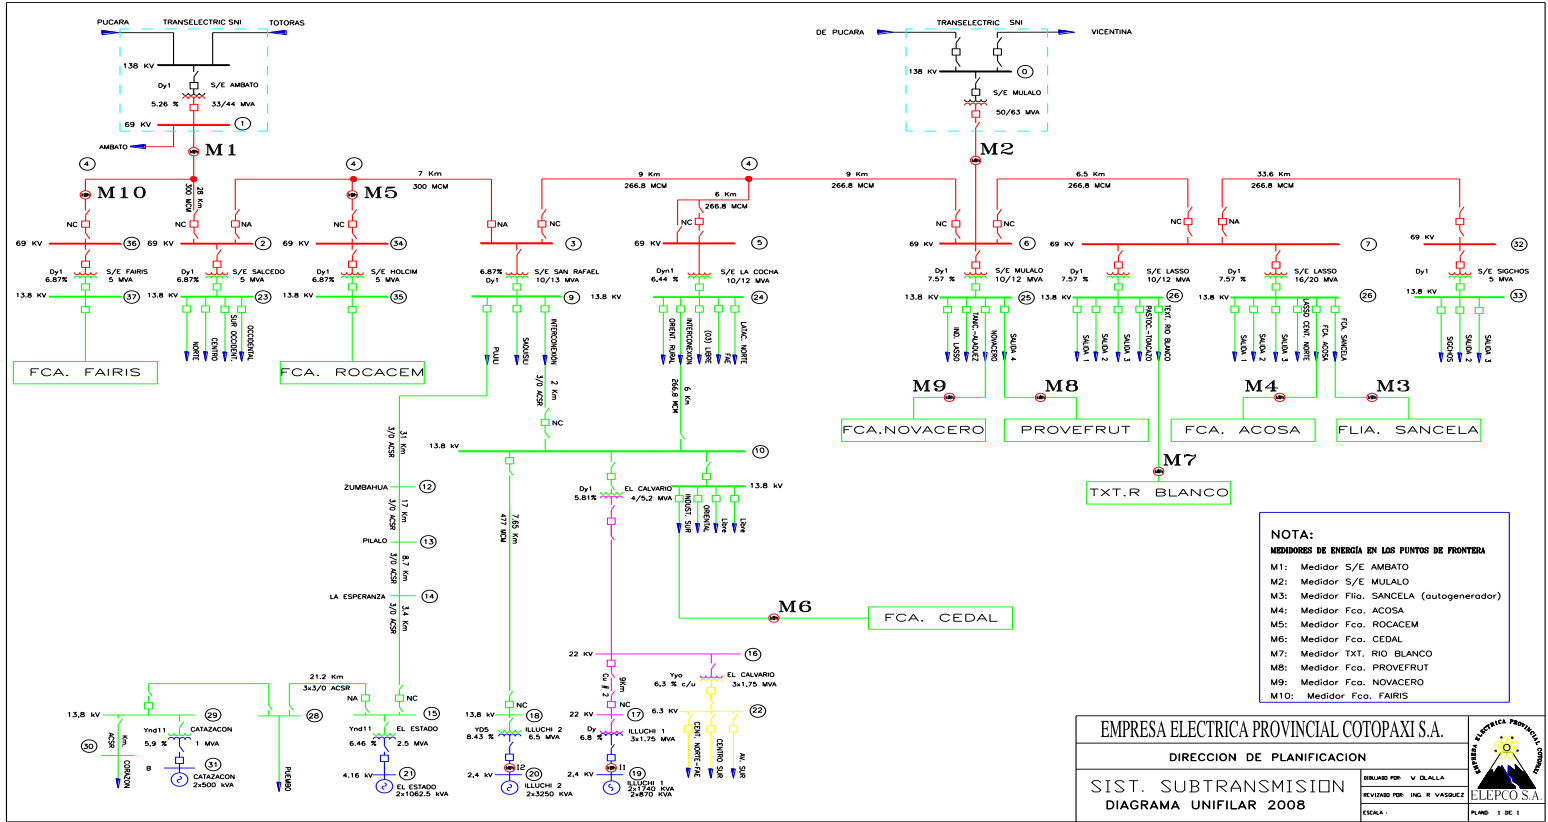 PUCARA
TRANSELECTRIC SNI
TOTORAS
138 KV
Dy1
S/E AMBATO
5.26 %
33/44 MVA
69 KV
1
AMBATO
M1
DE PUCARA
TRANSELECTRIC SNI
VICENTINA
138 KV
0
S/E MULALO
50/63 MVA
M2
4
4
4
M10
28 Km
300 MCM
M5
7 Km
300 MCM
9 Km
266.8 MCM
9 Km
266.8 MCM
6 Km
266.8 MCM
6.5 Km
266.8 MCM
33.6 Km
266.8 MCM
NC
NC
NA
NC
NA
NC
NC
NC
NC
NC
NA
NC
69 KV
36
69 KV
2
69 KV
34
3
69 KV
5
69 KV
6
69 KV
7
69 KV
32
Dy1
6.87%
S/E FAIRIS
5 MVA
Dy1
6.87%
S/E SALCEDO
5 MVA
Dy1
6.87%
S/E HOLCIM
5 MVA
6.87%
Dy1
S/E SAN RAFAEL
10/13 MVA
Dyn1
6,44 %
S/E LA COCHA
10/12 MVA
Dy1
7.57 %
S/E MULALO
10/12 MVA
Dy1
7.57 %
S/E LASSO
10/12 MVA
Dy1
7.57 %
S/E LASSO
16/20 MVA
Dy1
S/E SIGCHOS
5 MVA
13.8 KV
37
13.8 KV
23
13.8 KV
35
9
13.8 KV
24
13.8 KV
25
13.8 KV
26
13.8 KV
26
13.8 KV
33
NORTE
CENTRO
SUR OCCIDENT.
OCCIDENTAL
PUJILI
SAQUISILI
INTERCONEXION
ORIENT. RURAL
INTERCONEXION
(03) LIBRE
FAE
LATAC. NORTE
IND. LASSO
TANIC.-ALAQUEZ
NOVACERO
SALIDA 4
SALIDA 1
SALIDA 2
SALIDA 3
PASTOC.-TOACAZO
TEXT. RIO BLANCO
SALIDA 1
SALIDA 2
SALIDA 3
LASSO CENT. NORTE
FCA. ACOSA
FCA. SANCELA
SIGCHOS
SALIDA 2
SALIDA 3
FCA. FAIRIS
FCA. ROCACEM
M9
M8
M4
M3
FCA.NOVACERO
PROVEFRUT
FCA. ACOSA
FLIA. SANCELA
M7
TXT.R BLANCO
2 Km
3/0 ACSR
NC
6 Km
266.8 MCM
13.8 kV
10
31 Km
3/0 ACSR
ZUMBAHUA
12
17 Km
3/0 ACSR
PILALO
13
8.7 Km
3/0 ACSR
LA ESPERANZA
14
3.4 Km
3/0 ACSR
7.65 Km
477 MCM
Dy1
5.81%
EL CALVARIO
4/5,2 MVA
13.8 kV
INDUST. SUR
ORIENTAL
Libre
Libre
M6
FCA. CEDAL
22 KV
16
9Km
Cu # 2
NC
Yyo
6,3 % c/u
EL CALVARIO
3x1,75 MVA
6.3 KV
22
CENT. NORTE-FAE
CENTRO SUR
AV. SUR
21.2 Km
3x3/0 ACSR
NA
NC
13,8 kV
29
28
15
NC
13,8 kV
18
22 KV
17
30
Km.
ACSR
CORAZON
Ynd11
5,9 %
CATAZACON
1 MVA
B
31
CATAZACON
2x500 kVA
PUEMBO
Ynd11
6.46 %
EL ESTADO
2.5 MVA
4.16 kV
21
EL ESTADO
2x1062.5 kVA
YD5
8.43 %
ILLUCHI 2
6.5 MVA
2,4 kV
I2
20
ILLUCHI 2
2x3250 KVA
Dy
6.8 %
ILLUCHI 1
3x1.75 MVA
2,4 KV
I1
19
ILLUCHI 1
2x1740 KVA
2x870 KVA
NOTA:
MEDIDORES DE ENERGÍA EN LOS PUNTOS DE FRONTERA
M1: Medidor S/E AMBATO
M2: Medidor S/E MULALO
M3: Medidor Flia. SANCELA (autogenerador)
M4: Medidor Fca. ACOSA
M5: Medidor Fca. ROCACEM
M6: Medidor Fca. CEDAL
M7: Medidor TXT. RIO BLANCO
M8: Medidor Fca. PROVEFRUT
M9: Medidor Fca. NOVACERO
M10: Medidor Fca. FAIRIS
EMPRESA ELECTRICA PROVINCIAL COTOPAXI S.A.
DIRECCION DE PLANIFICACION
SIST. SUBTRANSMISION
DIAGRAMA UNIFILAR 2008
DIBUJADO POR: W OLALLA
REVIZADO POR: ING. R VASQUEZ
ESCALA :
EMPRESA ELECTRICA PROVINCIAL COTOPAXI
ELEPCO S.A.
PLANO 1 DE 1